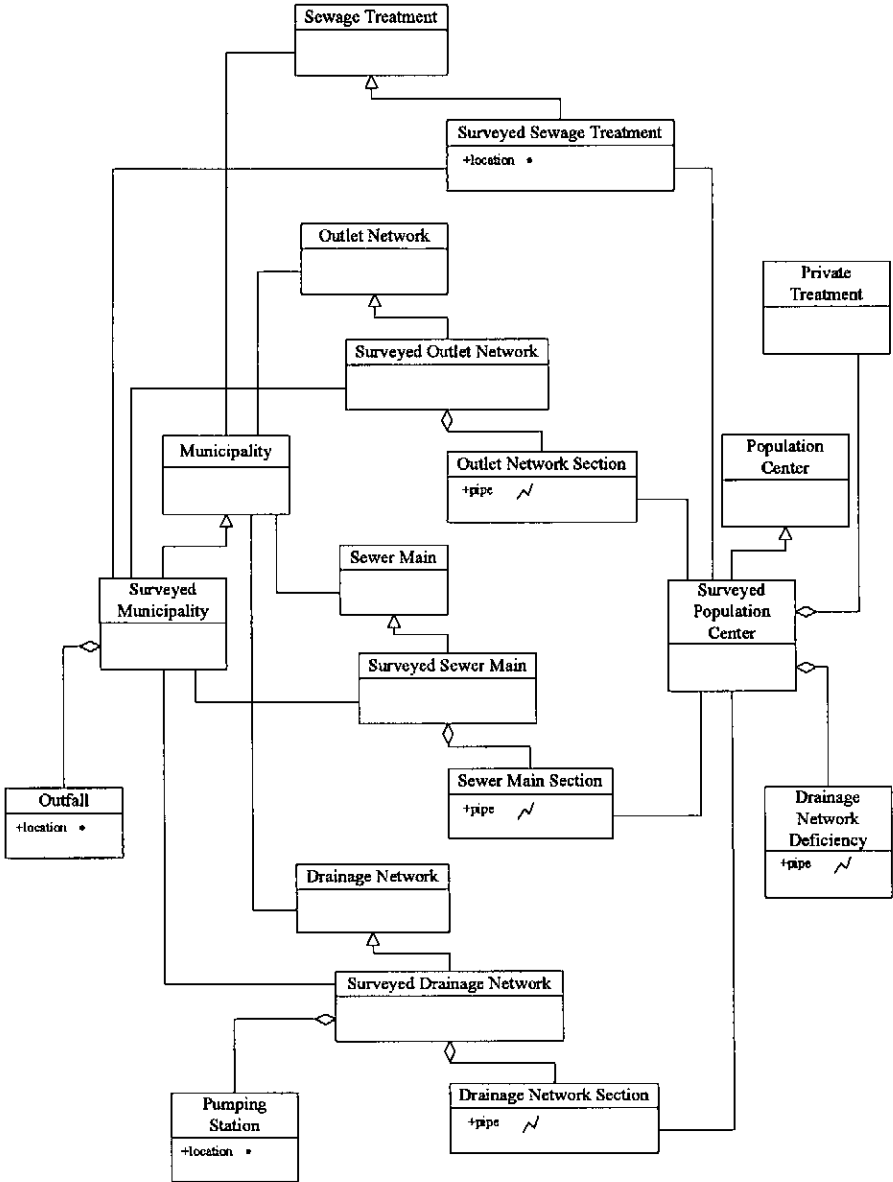 Sewage Treatment
Surveyed Sewage Treatment
+location
Outlet Network
Private
Treatment
Surveyed Outlet Network
Municipality
Population
Center
Outlet Network Section
+pipe
Sewer Main
Surveyed
Municipality
Surveyed
Population
Center
Surveyed Sewer Main
Sewer Main Section
+pipe
Outfall
+location
Drainage
Network
Deficiency
+pipe
Drainage Network
Surveyed Drainage Network
Pumping
Station
+location
Drainage Network Section
+pipe